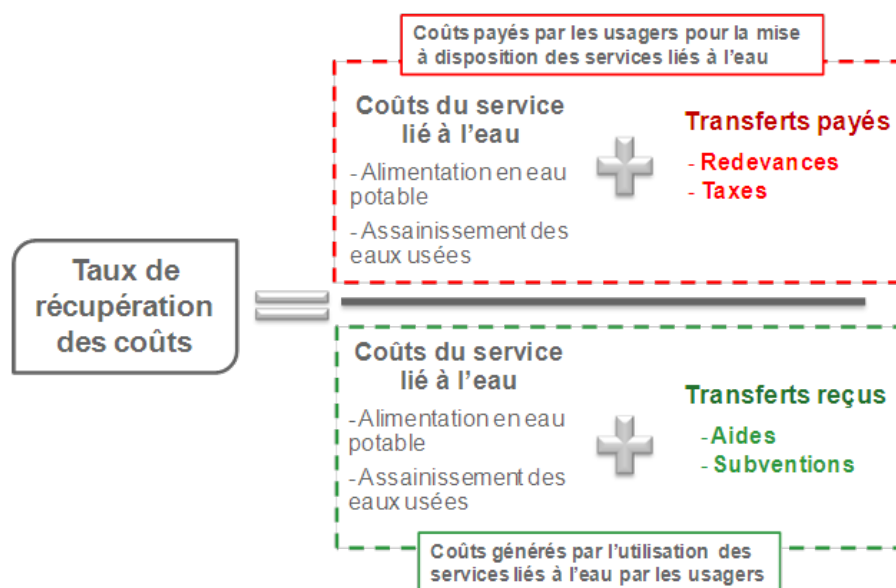 Coûts payés par les usagers pour la mise
à disposition des services liés à l'eau
Coûts du service
lié à l'eau
- Alimentation en eau
potable
- Assainissement des
eaux usées
Transferts payés
- Redevances
- Taxes
Taux de
récupération
des coûts
Coûts du service
lié à l'eau
- Alimentation en eau
potable
- Assainissement des
eaux usées
Transferts reçus
- Aides
- Subventions
Coûts générés par l'utilisation des
services liés à l'eau par les usagers